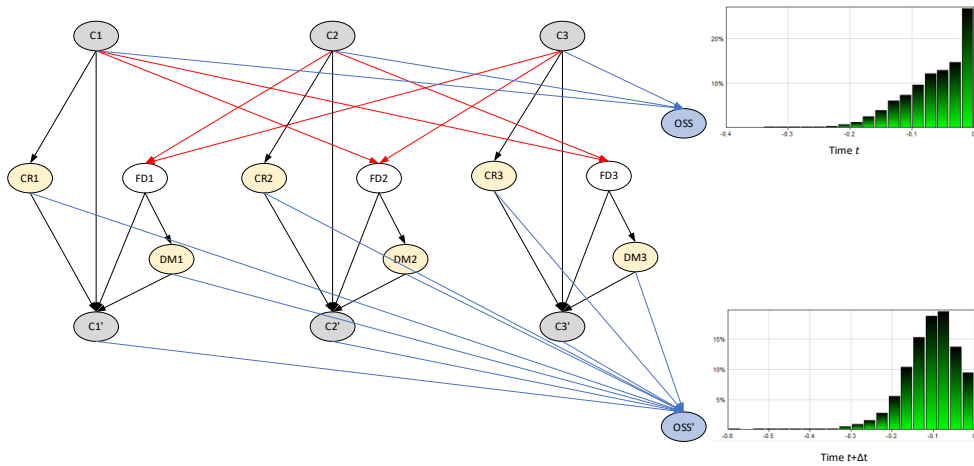 C1
C2
C3
OSS
20%
10%
-0.4 -0.3 -0.2 -0.1 0
Time t
CR1
FD1
CR2
FD2
CR3
FD3
DM1
DM2
DM3
C1'
C2'
C3'
OSS'
15%
10%
5%
-0.6 -0.5 -0.4 -0.3 -0.2 -0.1 0
Time t+Δt